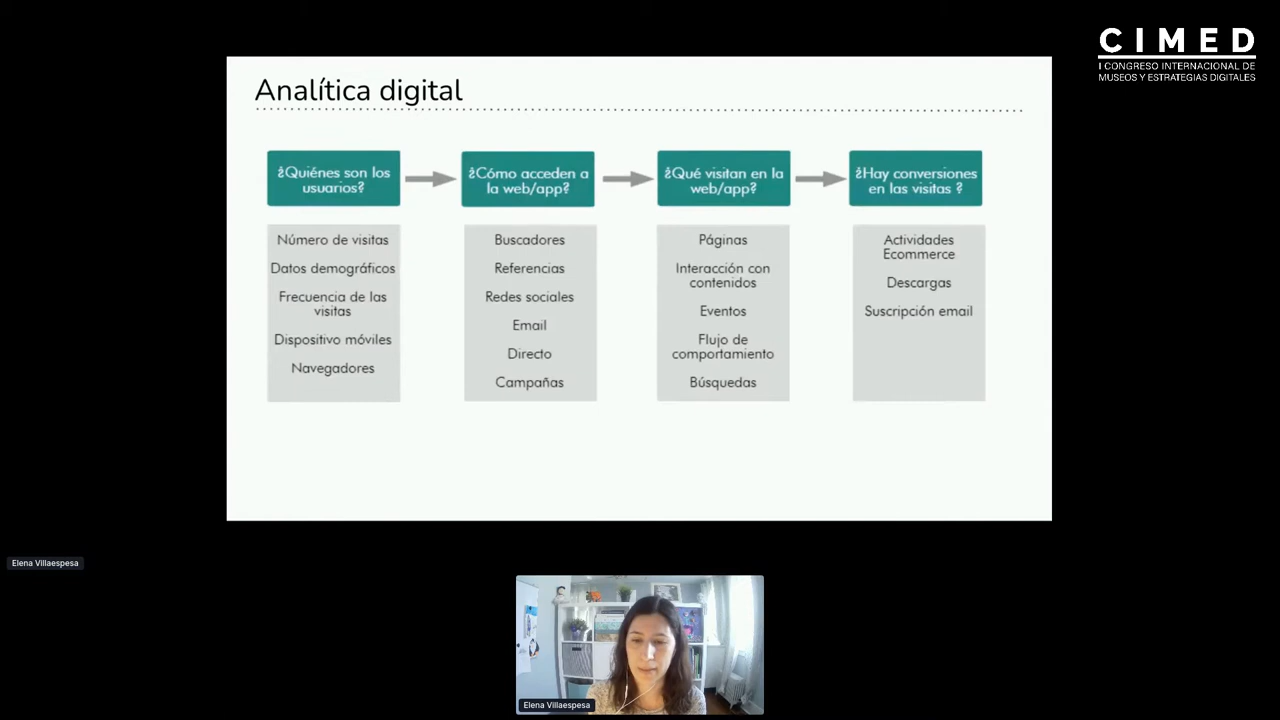 CIMED
I CONGRESO INTERNACIONAL DE
MUSEOS Y ESTRATEGIAS DIGITALES
Analítica digital
¿Quiénes son los
usuarios?
¿Cómo acceden a
la web/app?
¿Qué visitan en la
web/app?
¿Hay conversiones
en las visitas ?
Número de visitas
Datos demográficos
Frecuencia de las
visitas
Dispositivo móviles
Navegadores
Buscadores
Referencias
Redes sociales
Email
Directo
Campañas
Páginas
Interacción con
contenidos
Eventos
Flujo de
comportamiento
Búsquedas
Actividades
Ecommerce
Descargas
Suscripción email
Elena Villaespesa
Elena Villaespesa